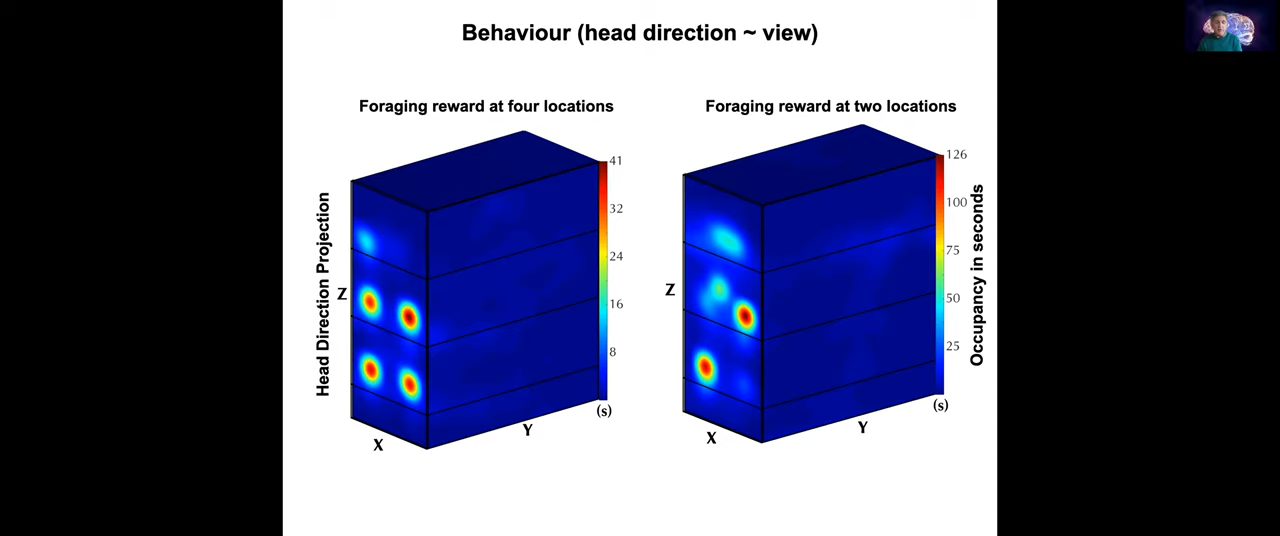 Behaviour (head direction ~ view)
Foraging reward at four locations
Head Direction Projection
Z
X
Y
41
32
24
16
8
(s)
Foraging reward at two locations
Z
X
Y
126
100
75
50
25
(s)
Occupancy in seconds